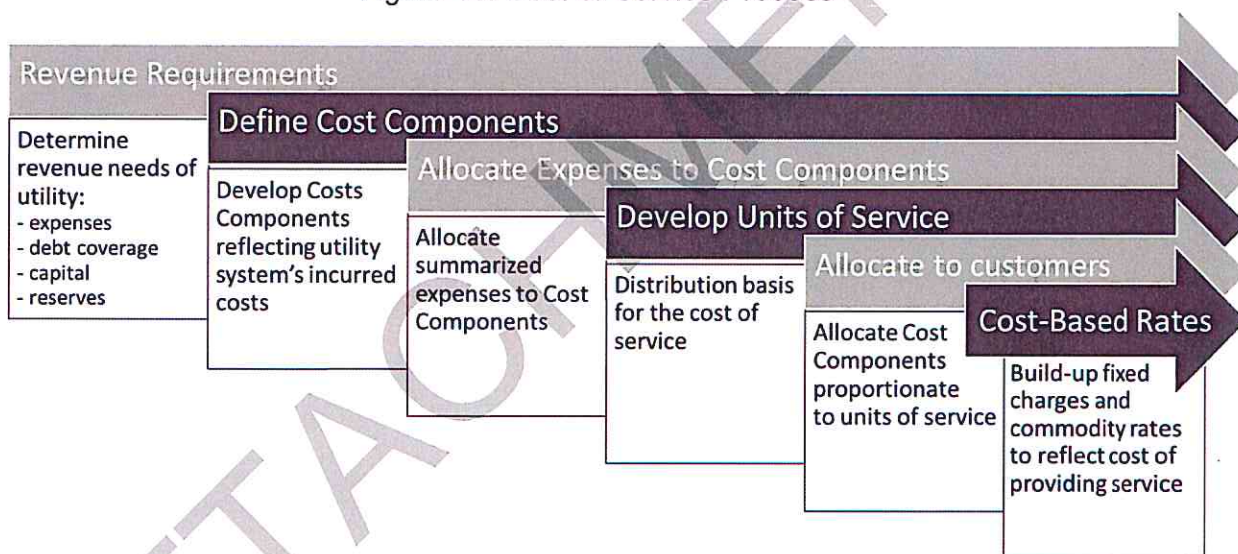 Revenue Requirements
Determine
revenue needs of
utility:
- expenses
- debt coverage
- capital
- reserves
Define Cost Components
Develop Costs
Components
reflecting utility
system's incurred
costs
Allocate Expenses to Cost Components
Allocate
summarized
expenses to Cost
Components
Develop Units of Service
Distribution basis
for the cost of
service
Allocate to customers
Allocate Cost
Components
proportionate
to units of service
Cost-Based Rates
Build-up fixed
charges and
commodity rates
to reflect cost of
providing service